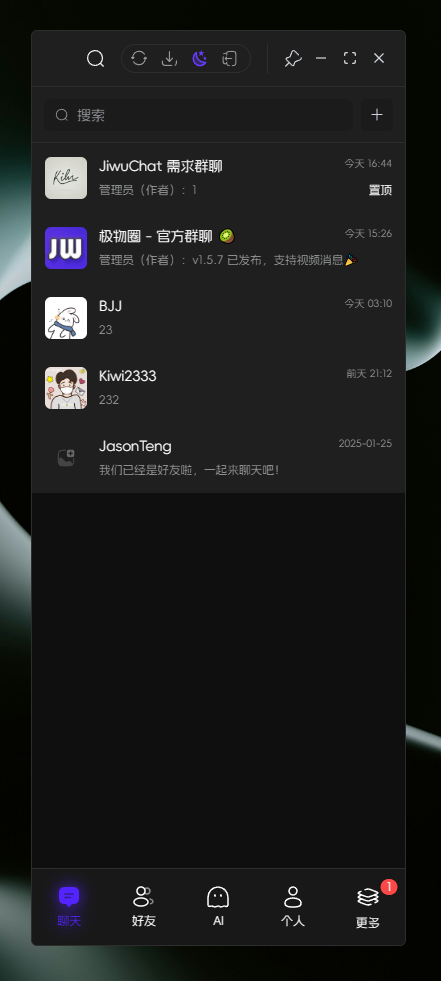 搜索
JiwuChat 需求群聊
今天 16:44
管理员（作者）: 1
置顶
JW
极物圈 - 官方群聊 🥝
今天 15:26
管理员（作者）: v1.5.7 已发布，支持视频消息🎉
BJJ
今天 03:10
23
Kiwi2333
前天 21:12
232
JasonTeng
2025-01-25
我们已经是好友啦，一起来聊天吧！
1
聊天
好友
AI
个人
更多